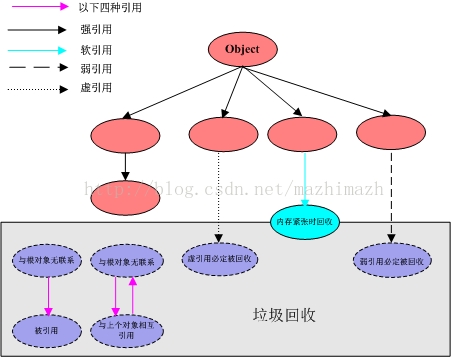 以下四种引用
强引用
软引用
弱引用
虚引用
Object
http://blog.csdn.net/mazhimazh
内存紧张时回收
与根对象无联系
与根对象无联系
虚引用必定被回收
弱引用必定被回收
垃圾回收
被引用
与上个对象相互
引用